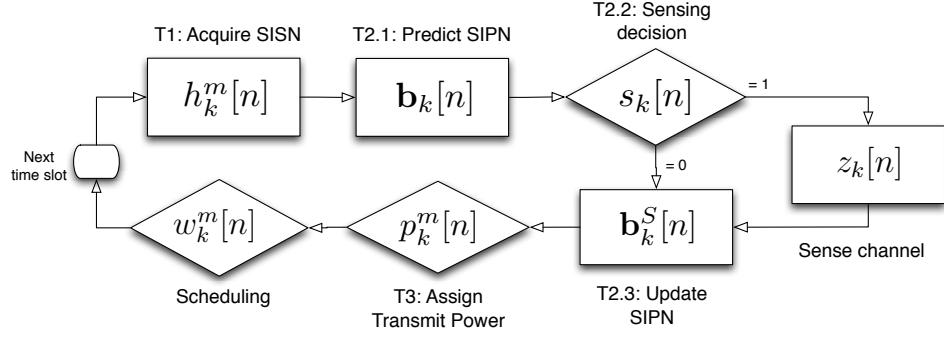 T1: Acquire SISN
T2.1: Predict SIPN
T2.2: Sensing
decision
h_k^m[n]
b_k[n]
s_k[n]
= 1
z_k[n]
Sense channel
= 0
Next
time slot
w_k^m[n]
p_k^m[n]
b_k^S[n]
Scheduling
T3: Assign
Transmit Power
T2.3: Update
SIPN